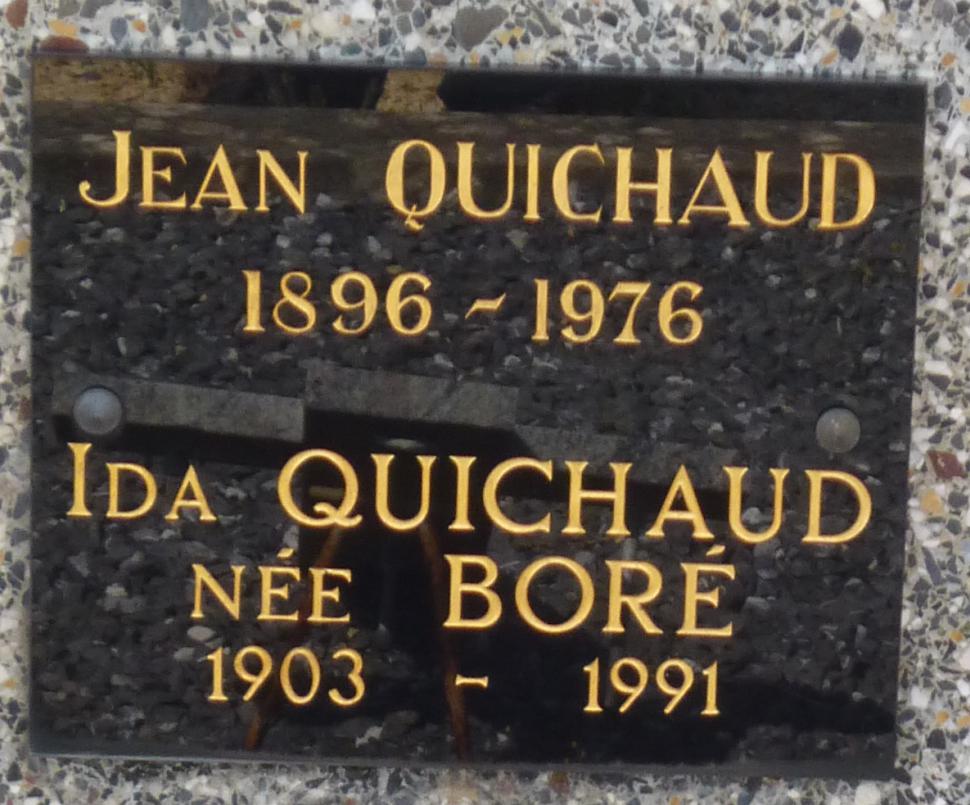 JEAN QUICHAUD
1896 - 1976
IDA QUICHAUD
NÉE BORÉ
1903 - 1991